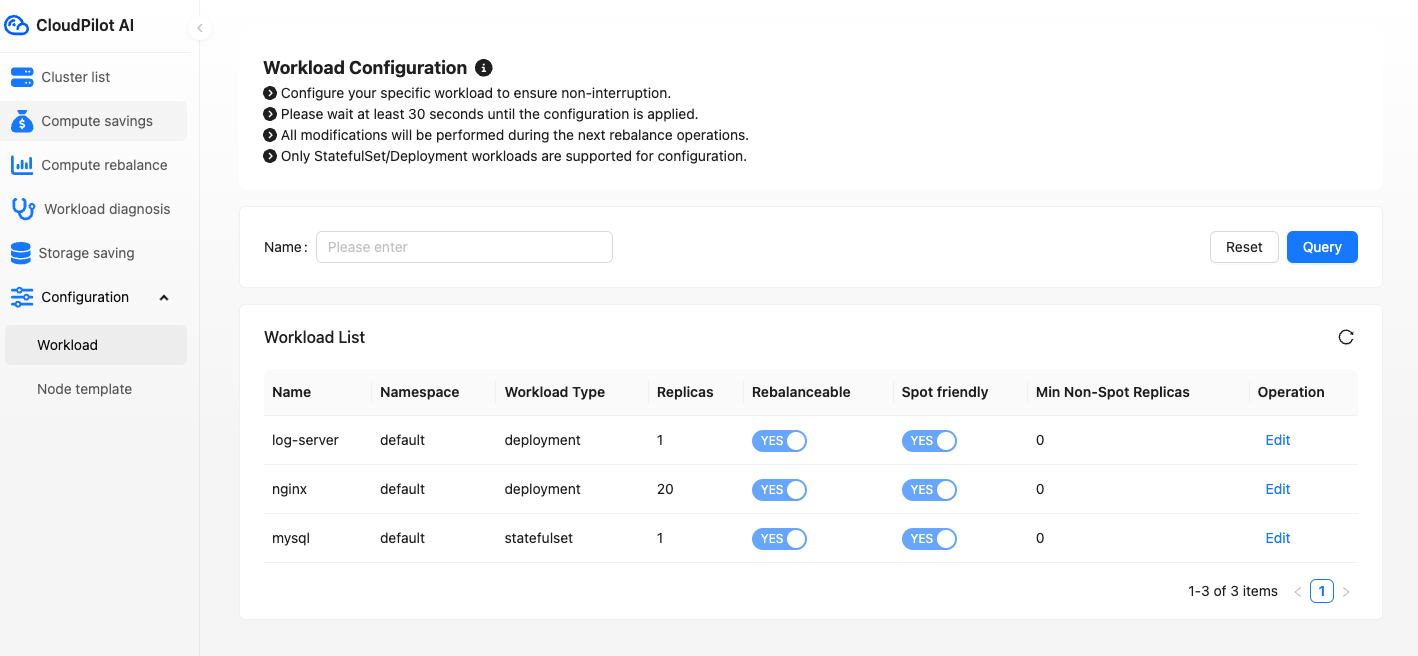 CloudPilot AI
Cluster list
Compute savings
Compute rebalance
Workload diagnosis
Storage saving
Configuration
Workload
Node template
Workload Configuration
Configure your specific workload to ensure non-interruption.
Please wait at least 30 seconds until the configuration is applied.
All modifications will be performed during the next rebalance operations.
Only StatefulSet/Deployment workloads are supported for configuration.
Name: Please enter Reset Query
Workload List
Name Namespace Workload Type Replicas Rebalanceable Spot friendly Min Non-Spot Replicas Operation
log-server default deployment 1 YES YES 0 Edit
nginx default deployment 20 YES YES 0 Edit
mysql default statefulset 1 YES YES 0 Edit
1-3 of 3 items < 1 >